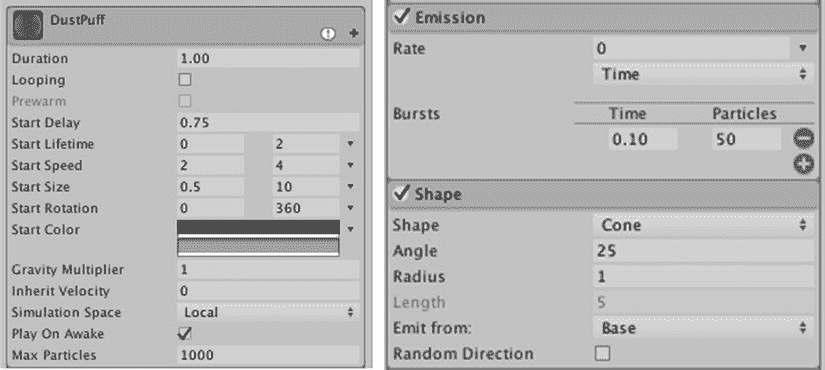 DustPuff
Duration 1.00
Looping
Prewarm
Start Delay 0.75
Start Lifetime 0 2
Start Speed 2 4
Start Size 0.5 10
Start Rotation 0 360
Start Color
Gravity Multiplier 1
Inherit Velocity 0
Simulation Space Local
Play On Awake
Max Particles 1000
Emission
Rate 0
Time
Bursts Time Particles
0.10 50
Shape
Shape Cone
Angle 25
Radius 1
Length 5
Emit from: Base
Random Direction